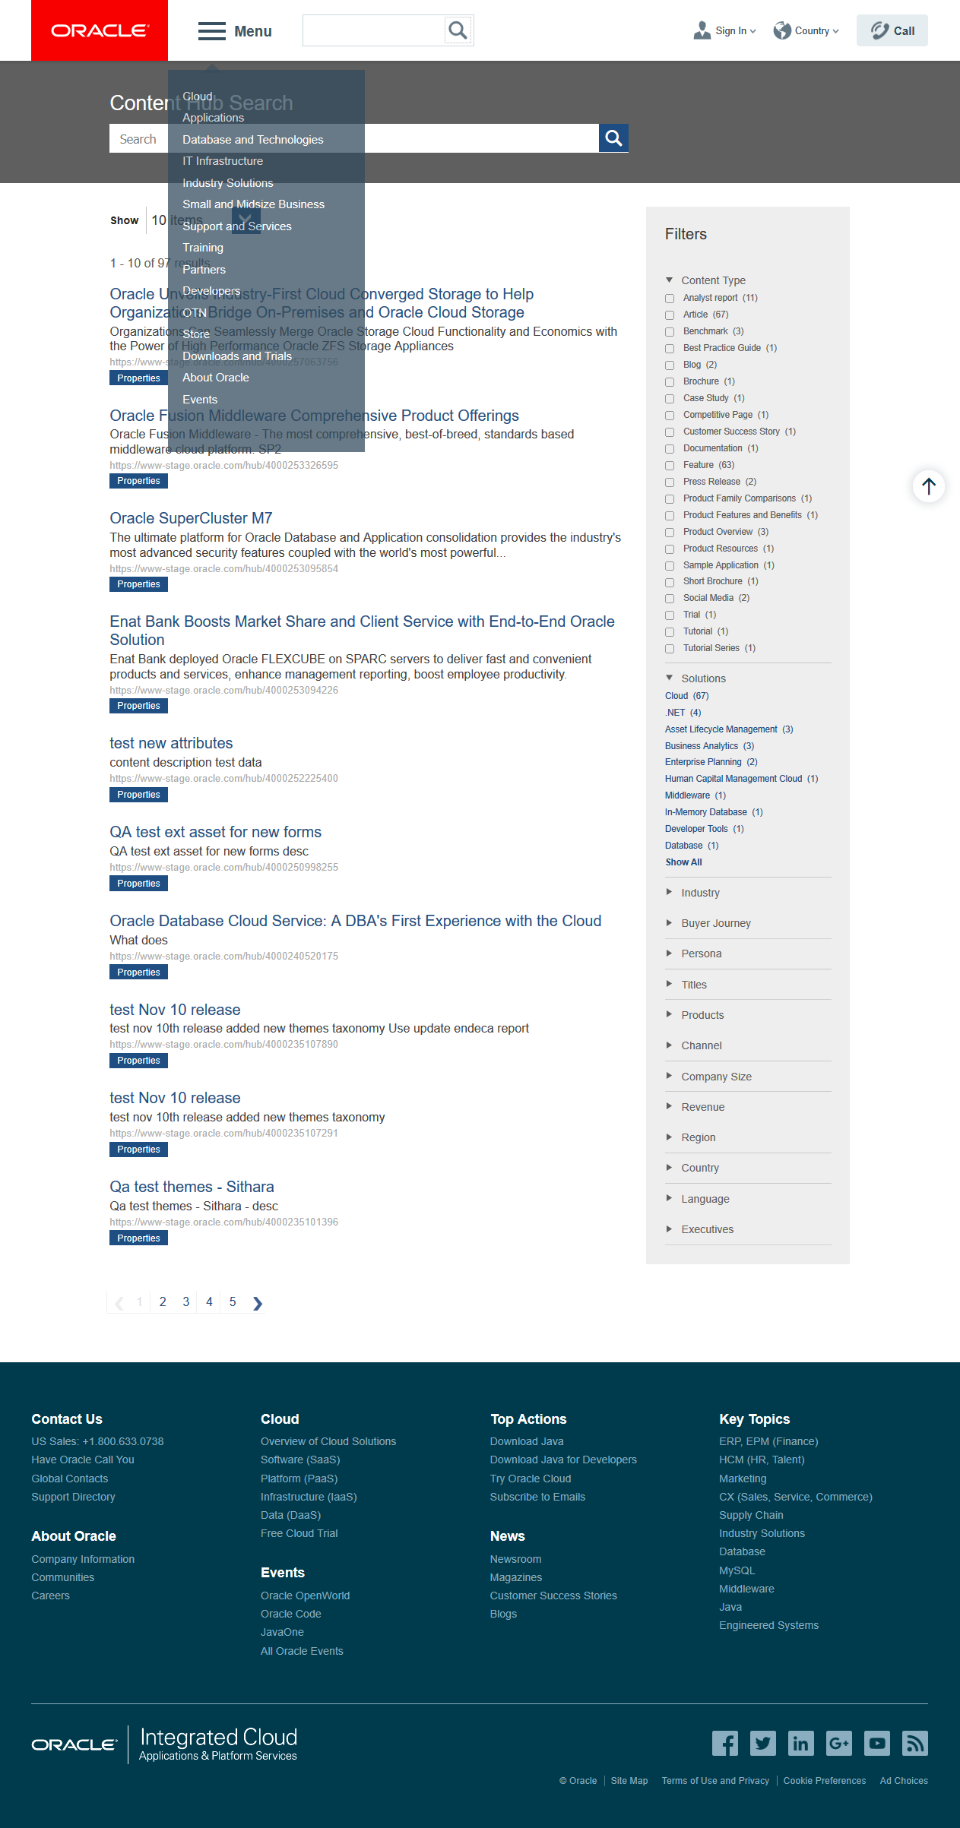 ORACLE
Menu
Sign In
Country
Call
Content Hub Search
Search
Cloud
Applications
Database and Technologies
IT Infrastructure
Industry Solutions
Small and Midsize Business
Support and Services
Training
Partners
Developers
OTN
Store
Downloads and Trials
About Oracle
Events
Show 10 items
1 - 10 of 97 results
Oracle Unveils Industry-First Cloud Converged Storage to Help
Organizations Bridge On-Premises and Oracle Cloud Storage
Organizations Can Seamlessly Merge Oracle Storage Cloud Functionality and Economics with
the Power of High Performance Oracle ZFS Storage Appliances
https://www-stage.oracle.com/hub/4000257063756
Properties
Oracle Fusion Middleware Comprehensive Product Offerings
Oracle Fusion Middleware - The most comprehensive, best-of-breed, standards based
middleware cloud platform. SP2
https://www-stage.oracle.com/hub/4000253326595
Properties
Oracle SuperCluster M7
The ultimate platform for Oracle Database and Application consolidation provides the industry's
most advanced security features coupled with the world's most powerful...
https://www-stage.oracle.com/hub/4000253095854
Properties
Enat Bank Boosts Market Share and Client Service with End-to-End Oracle
Solution
Enat Bank deployed Oracle FLEXCUBE on SPARC servers to deliver fast and convenient
products and services, enhance management reporting, boost employee productivity.
https://www-stage.oracle.com/hub/4000253094226
Properties
test new attributes
content description test data
https://www-stage.oracle.com/hub/4000252225400
Properties
QA test ext asset for new forms
QA test ext asset for new forms desc
https://www-stage.oracle.com/hub/4000250998255
Properties
Oracle Database Cloud Service: A DBA's First Experience with the Cloud
What does
https://www-stage.oracle.com/hub/4000240520175
Properties
test Nov 10 release
test nov 10th release added new themes taxonomy Use update endeca report
https://www-stage.oracle.com/hub/4000235107890
Properties
test Nov 10 release
test nov 10th release added new themes taxonomy
https://www-stage.oracle.com/hub/4000235107291
Properties
Qa test themes - Sithara
Qa test themes - Sithara - desc
https://www-stage.oracle.com/hub/4000235101396
Properties
1 2 3 4 5
Filters
Content Type
Analyst report (11)
Article (67)
Benchmark (3)
Best Practice Guide (1)
Blog (2)
Brochure (1)
Case Study (1)
Competitive Page (1)
Customer Success Story (1)
Documentation (1)
Feature (63)
Press Release (2)
Product Family Comparisons (1)
Product Features and Benefits (1)
Product Overview (3)
Product Resources (1)
Sample Application (1)
Short Brochure (1)
Social Media (2)
Trial (1)
Tutorial (1)
Tutorial Series (1)
Solutions
Cloud (67)
.NET (4)
Asset Lifecycle Management (3)
Business Analytics (3)
Enterprise Planning (2)
Human Capital Management Cloud (1)
Middleware (1)
In-Memory Database (1)
Developer Tools (1)
Database (1)
Show All
Industry
Buyer Journey
Persona
Titles
Products
Channel
Company Size
Revenue
Region
Country
Language
Executives
Contact Us
US Sales: +1.800.633.0738
Have Oracle Call You
Global Contacts
Support Directory
About Oracle
Company Information
Communities
Careers
Cloud
Overview of Cloud Solutions
Software (SaaS)
Platform (PaaS)
Infrastructure (IaaS)
Data (DaaS)
Free Cloud Trial
Events
Oracle OpenWorld
Oracle Code
JavaOne
All Oracle Events
Top Actions
Download Java
Download Java for Developers
Try Oracle Cloud
Subscribe to Emails
News
Newsroom
Magazines
Customer Success Stories
Blogs
Key Topics
ERP, EPM (Finance)
HCM (HR, Talent)
Marketing
CX (Sales, Service, Commerce)
Supply Chain
Industry Solutions
Database
MySQL
Middleware
Java
Engineered Systems
ORACLE
Integrated Cloud
Applications & Platform Services
© Oracle Site Map Terms of Use and Privacy Cookie Preferences Ad Choices